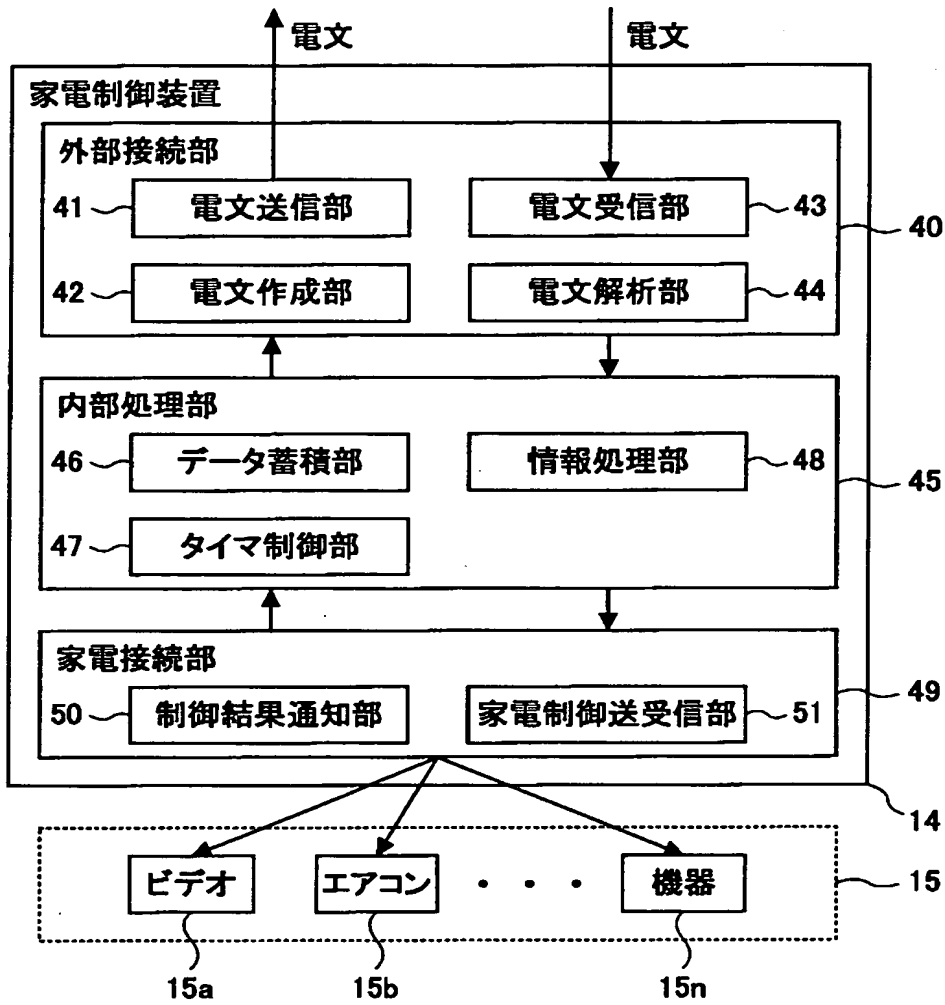 電文 電文
家電制御装置
外部接続部
41 電文送信部 電文受信部 43
40
42 電文作成部 電文解析部 44
内部処理部
46 データ蓄積部 情報処理部 48
45
47 タイマ制御部
家電接続部
49
50 制御結果通知部 家電制御送受信部 51
14
ビデオ エアコン ・・・ 機器 15
15a 15b 15n